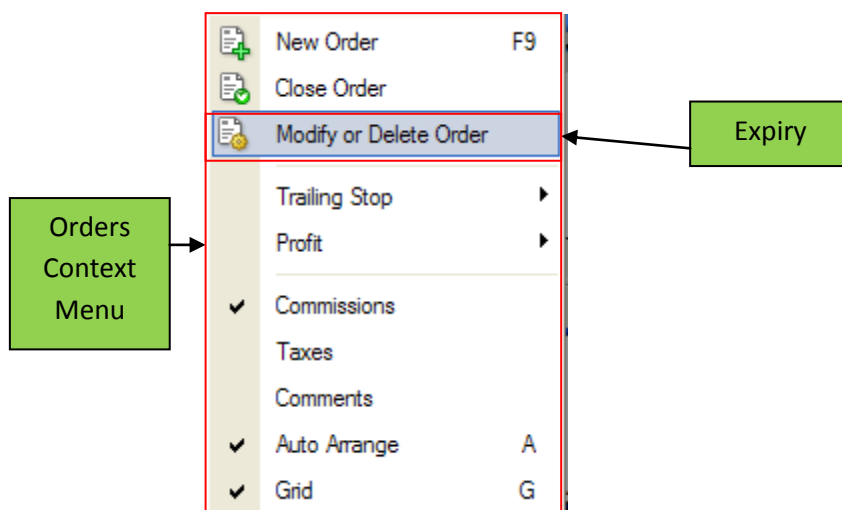 New Order F9
Close Order
Modify or Delete Order
Expiry
Trailing Stop
Profit
Orders
Context
Menu
Commissions
Taxes
Comments
Auto Arrange A
Grid G